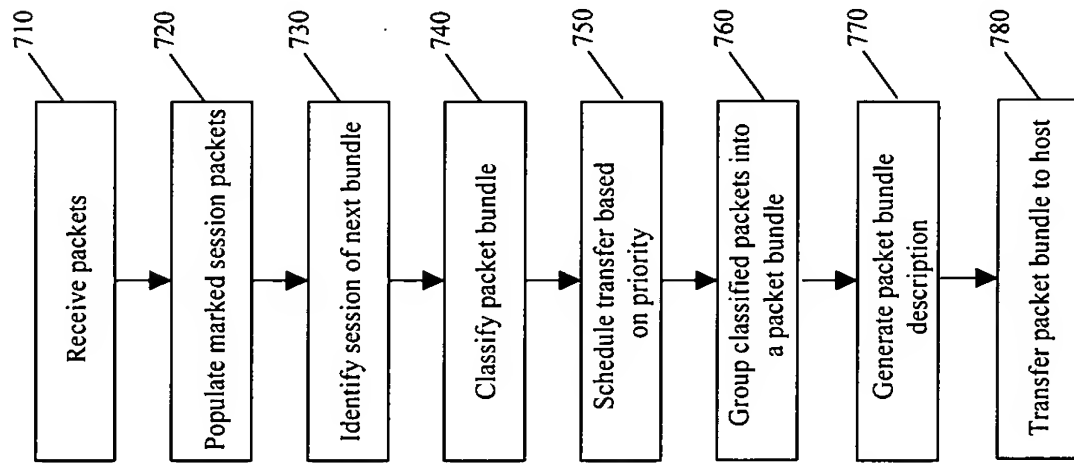 710
Receive packets
720
Populate marked session packets
730
Identify session of next bundle
740
Classify packet bundle
750
Schedule transfer based
on priority
760
Group classified packets into
a packet bundle
770
Generate packet bundle
description
780
Transfer packet bundle to host